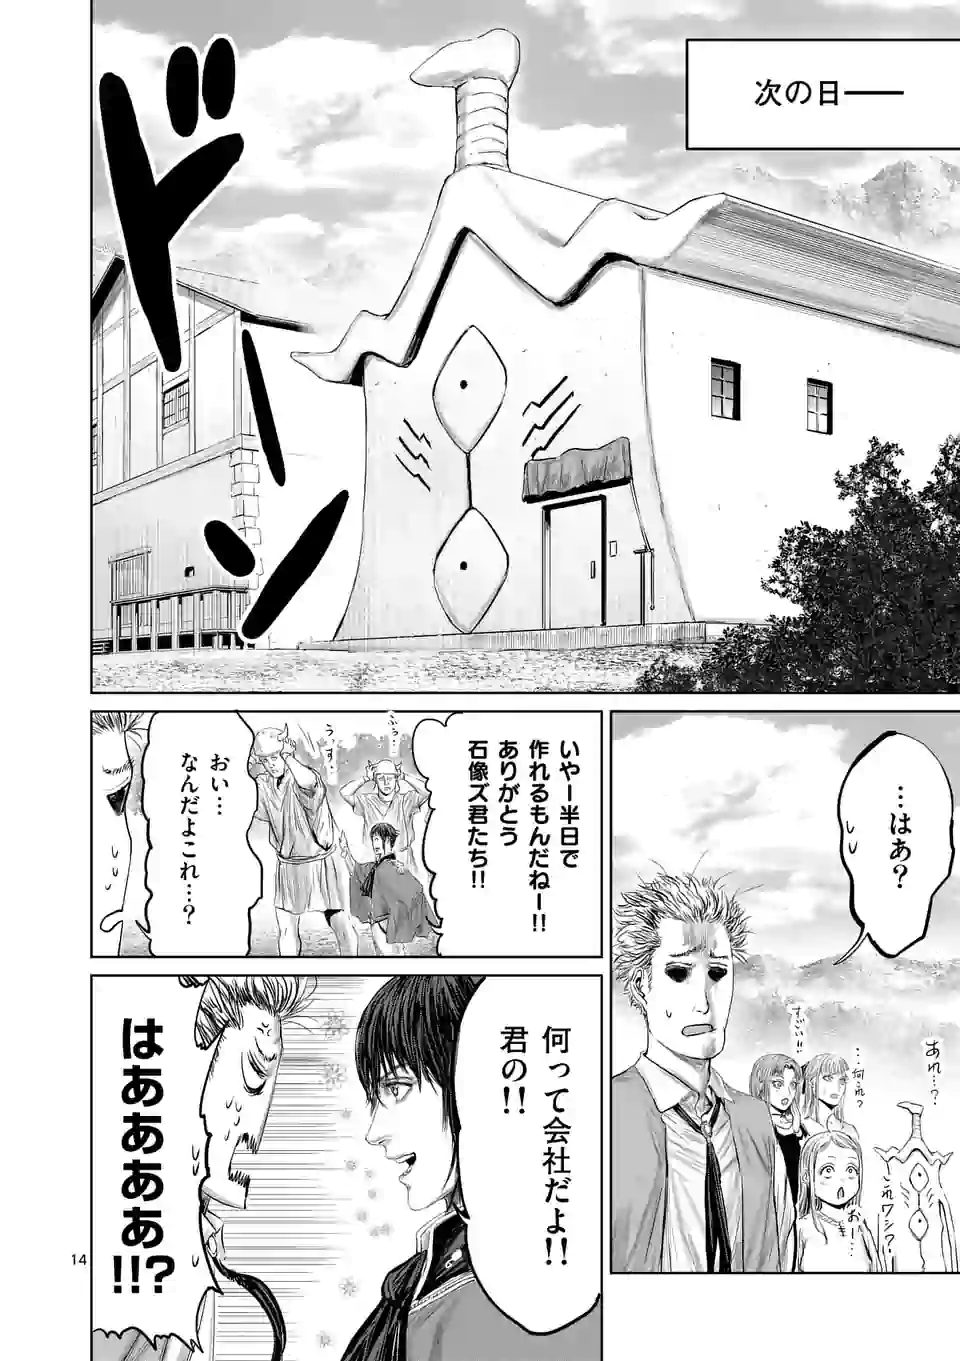 次の日──
ドドン
…はあ?
すごい!!
…何これ?
あれ…?
おー…
これワシ?
いやー半日で
作れるもんだねー!!
ありがとう
石像ズ君たち!!
うっす
おい…
なんだよこれ…?
何って会社だよ!!
君の!!
はああああ
!!?
14